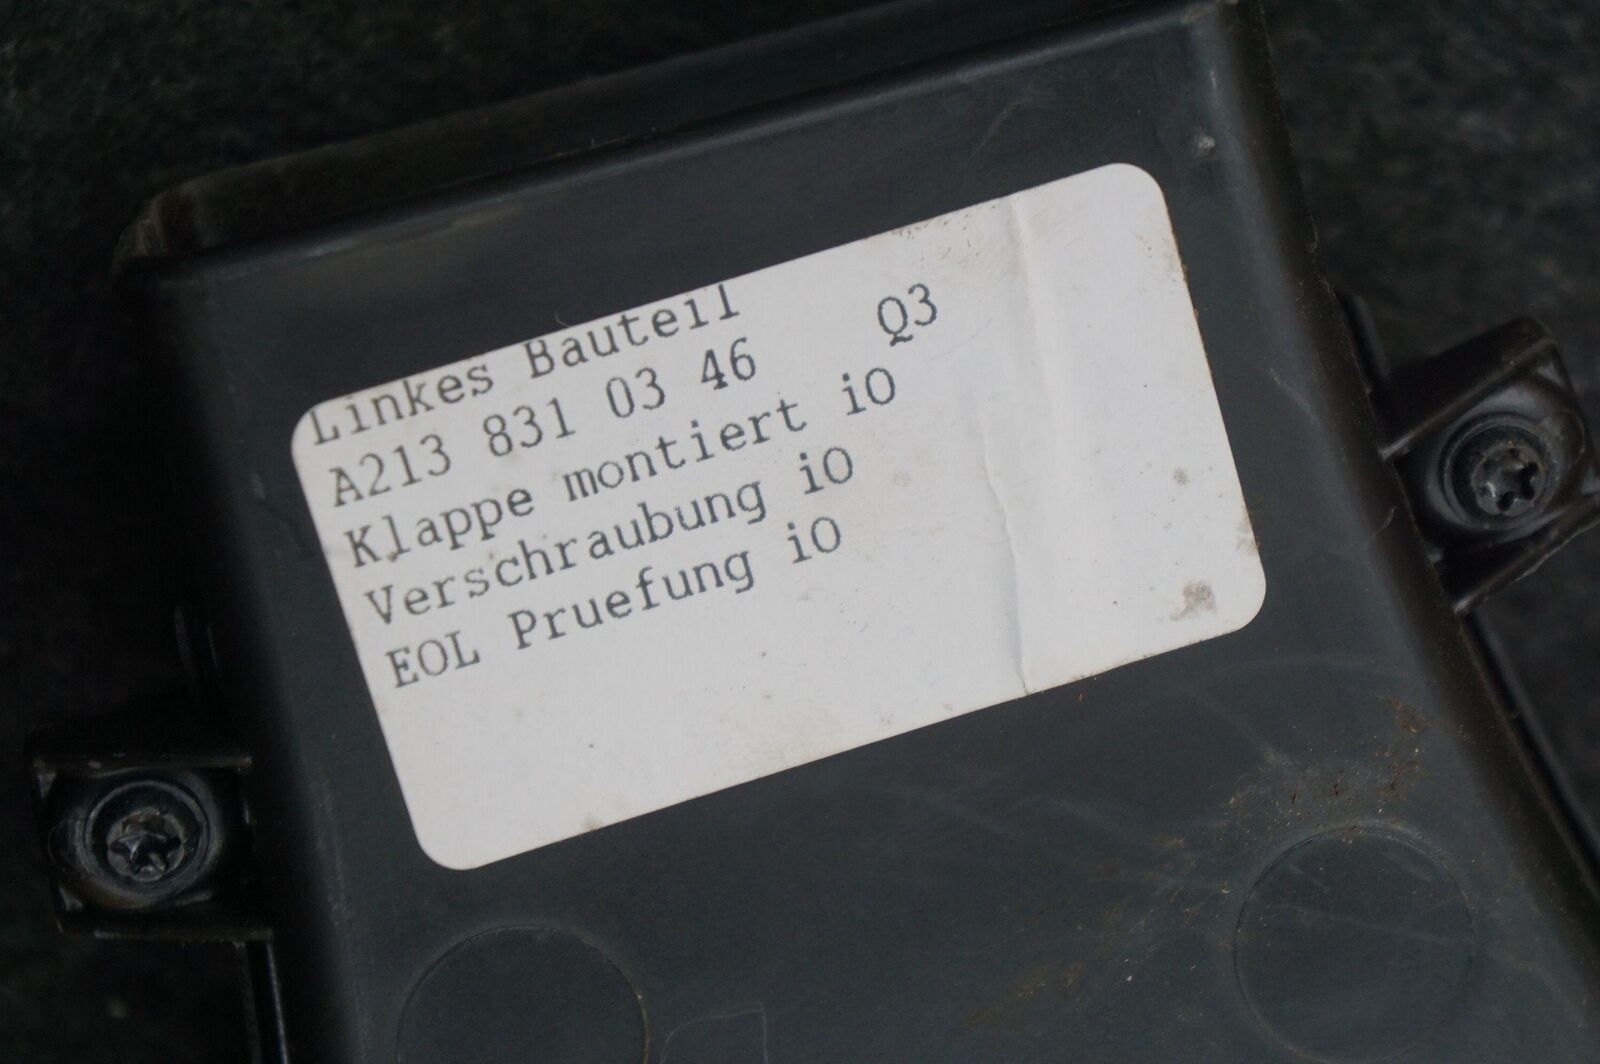 Linkes Bauteil
A213 831 03 46 Q3
Klappe montiert iO
Verschraubung iO
EOL Pruefung iO